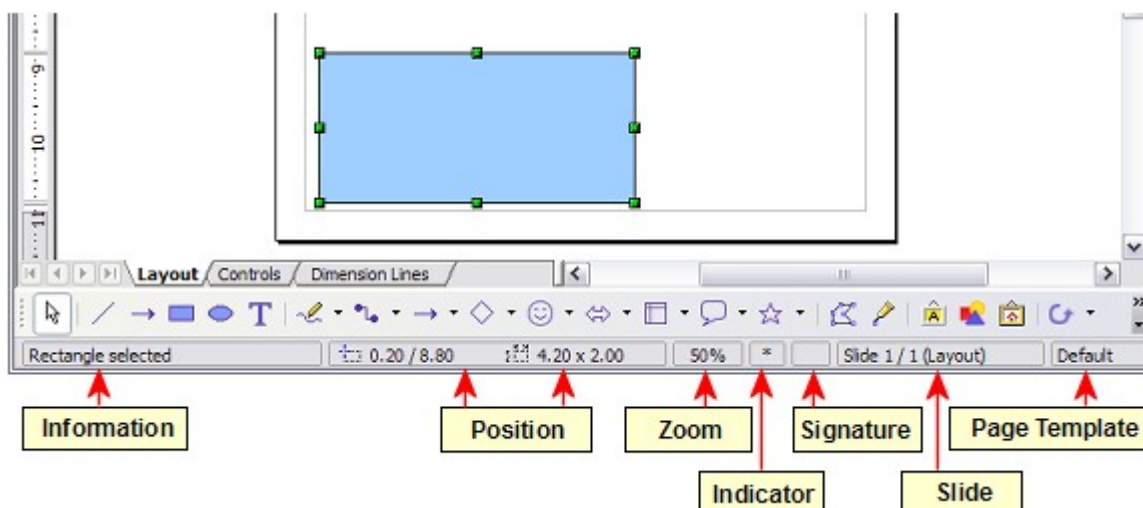 9
10
11
Layout Controls Dimension Lines
T A
Rectangle selected 0.20 / 8.80 4.20 x 2.00 50% * Slide 1 / 1 (Layout) Default
Information Position Zoom Signature Page Template
Indicator Slide